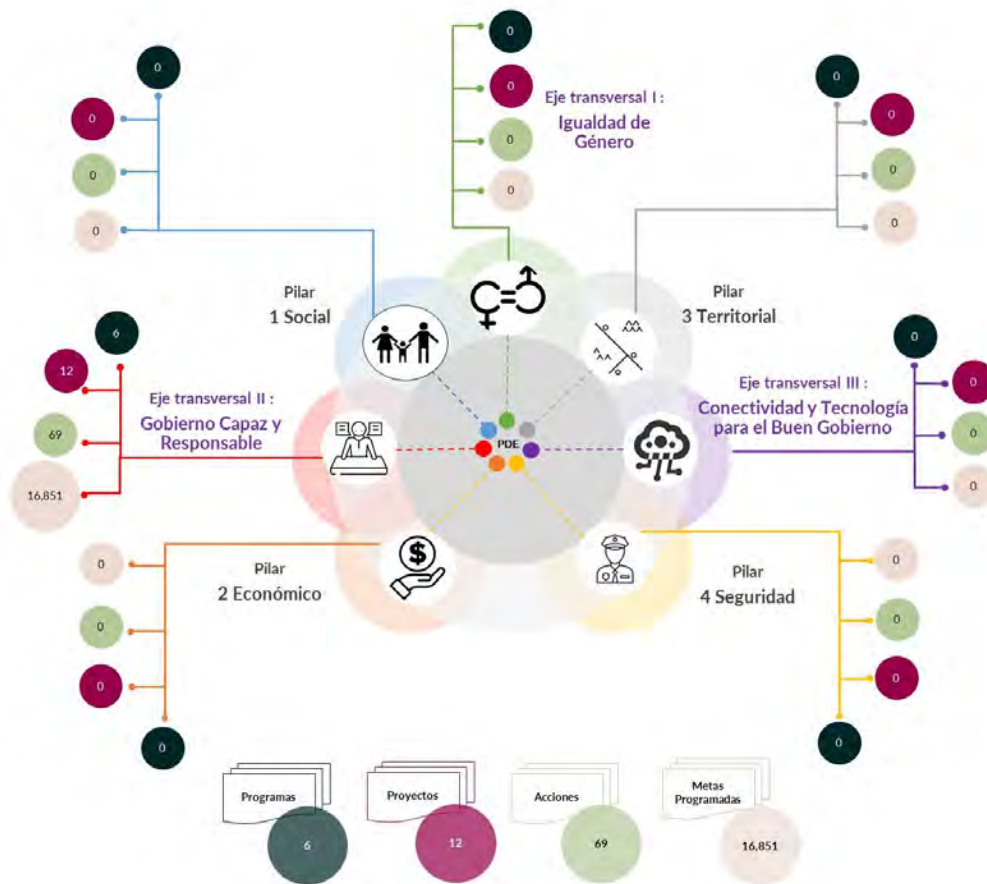 0
0
0
0
0
0
0
0
Eje transversal I :
Igualdad de
Género
0
0
0
0
Pilar
1 Social
Pilar
3 Territorial
6
12
69
16,851
Eje transversal II :
Gobierno Capaz y
Responsable
PDE
Eje transversal III :
Conectividad y Tecnología
para el Buen Gobierno
0
0
0
0
$
Pilar
2 Económico
0
0
0
0
Pilar
4 Seguridad
0
0
0
0
Programas
6
Proyectos
12
Acciones
69
Metas
Programadas
16,851